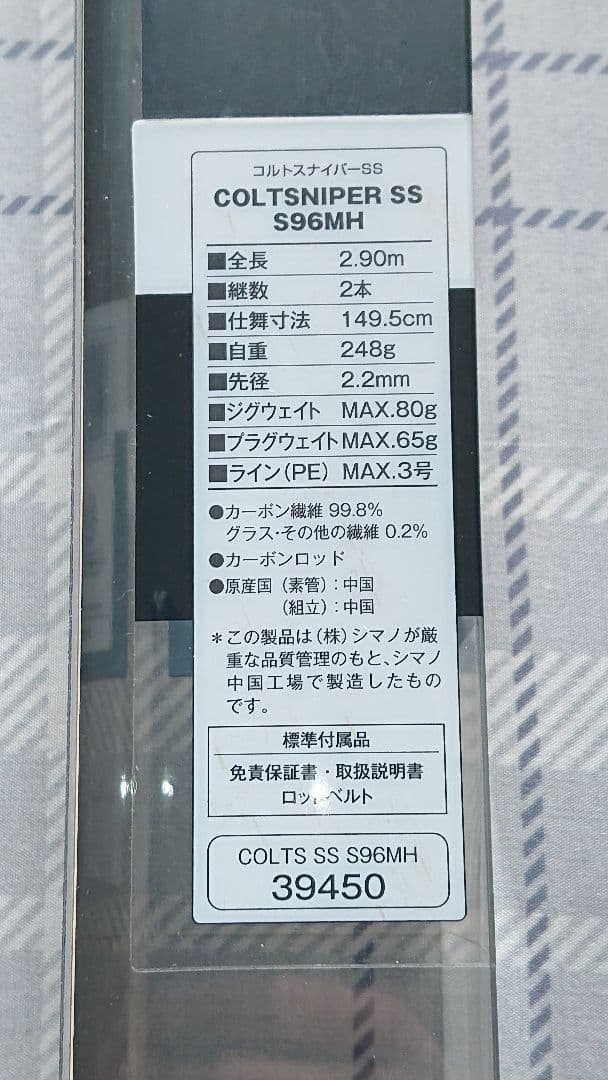 コルトスナイパーSS
COLTSNIPER SS
S96MH
■全長 2.90m
■継数 2本
■仕舞寸法 149.5cm
■自重 248g
■先径 2.2mm
■ジグウェイト MAX.80g
■プラグウェイト MAX.65g
■ライン(PE) MAX.3号
●カーボン繊維 99.8%
グラス・その他の繊維 0.2%
●カーボンロッド
●原産国(素管):中国
(組立):中国
*この製品は(株)シマノが厳
重な品質管理のもと、シマノ
中国工場で製造したもの
です。
標準付属品
免責保証書・取扱説明書
ロッドベルト
COLTS SS S96MH
39450